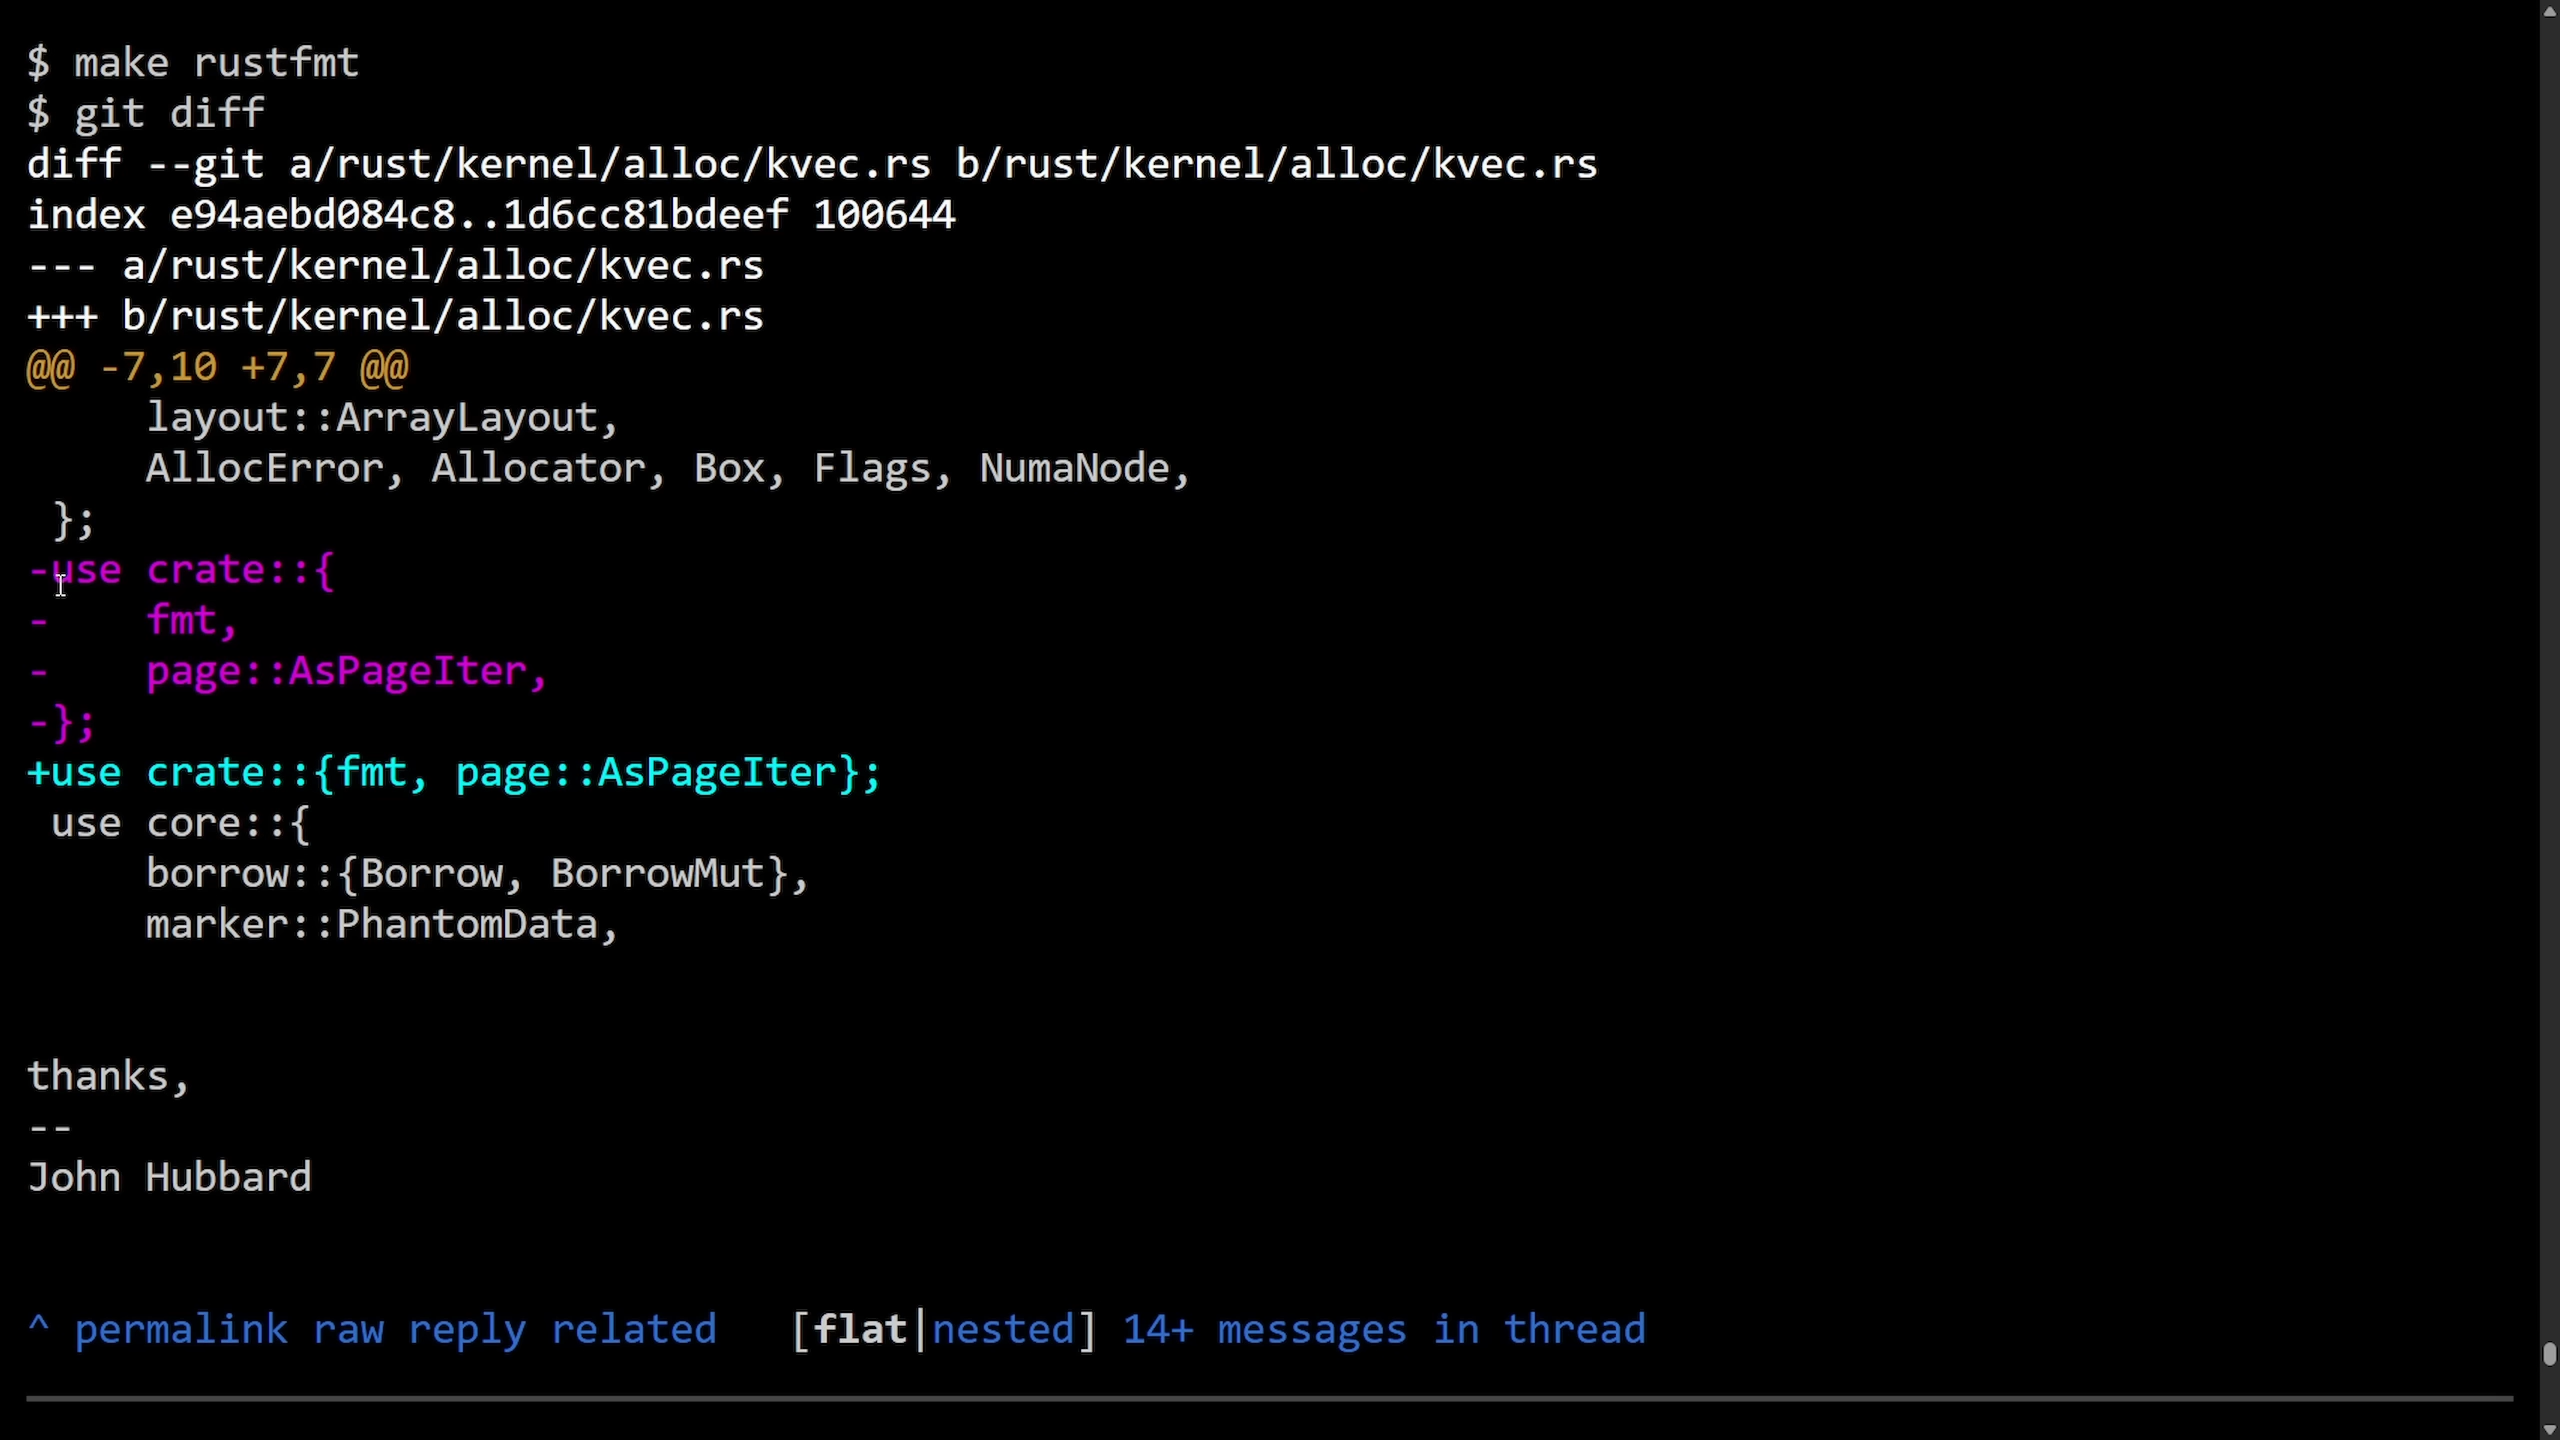 $ make rustfmt
$ git diff
diff --git a/rust/kernel/alloc/kvec.rs b/rust/kernel/alloc/kvec.rs
index e94aebd084c8..1d6cc81bdeef 100644
--- a/rust/kernel/alloc/kvec.rs
+++ b/rust/kernel/alloc/kvec.rs
@@ -7,10 +7,7 @@
     layout::ArrayLayout,
     AllocError, Allocator, Box, Flags, NumaNode,
 };
-use crate::{
-    fmt,
-    page::AsPageIter,
-};
+use crate::{fmt, page::AsPageIter};
 use core::{
     borrow::{Borrow, BorrowMut},
     marker::PhantomData,
thanks,
--
John Hubbard
^ permalink raw reply related   [flat|nested] 14+ messages in thread